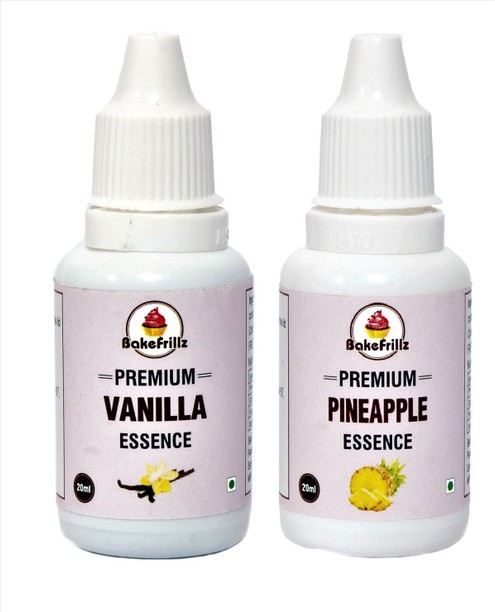 BakeFrillz
PREMIUM
VANILLA
ESSENCE
20ml
BakeFrillz
PREMIUM
PINEAPPLE
ESSENCE
20ml